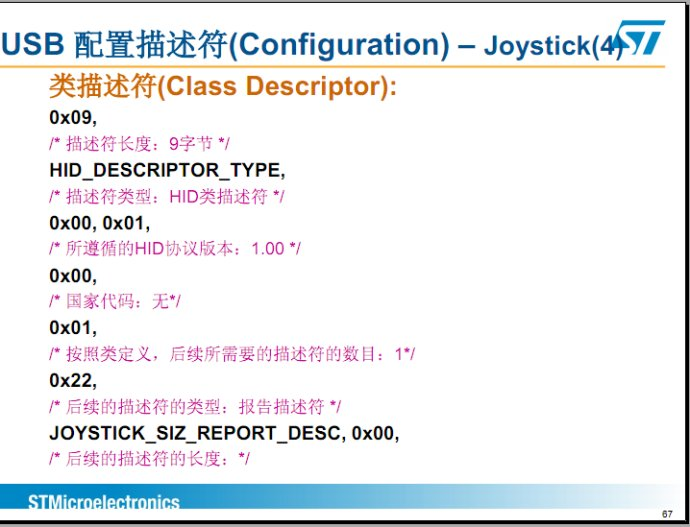 USB 配置描述符(Configuration) – Joystick(4)
类描述符(Class Descriptor):
0x09,
/* 描述符长度：9字节 */
HID_DESCRIPTOR_TYPE,
/* 描述符类型：HID类描述符 */
0x00, 0x01,
/* 所遵循的HID协议版本：1.00 */
0x00,
/* 国家代码：无*/
0x01,
/* 按照类定义，后续所需要的描述符的数目：1*/
0x22,
/* 后续的描述符的类型：报告描述符 */
JOYSTICK_SIZ_REPORT_DESC, 0x00,
/* 后续的描述符的长度：*/
STMicroelectronics
67